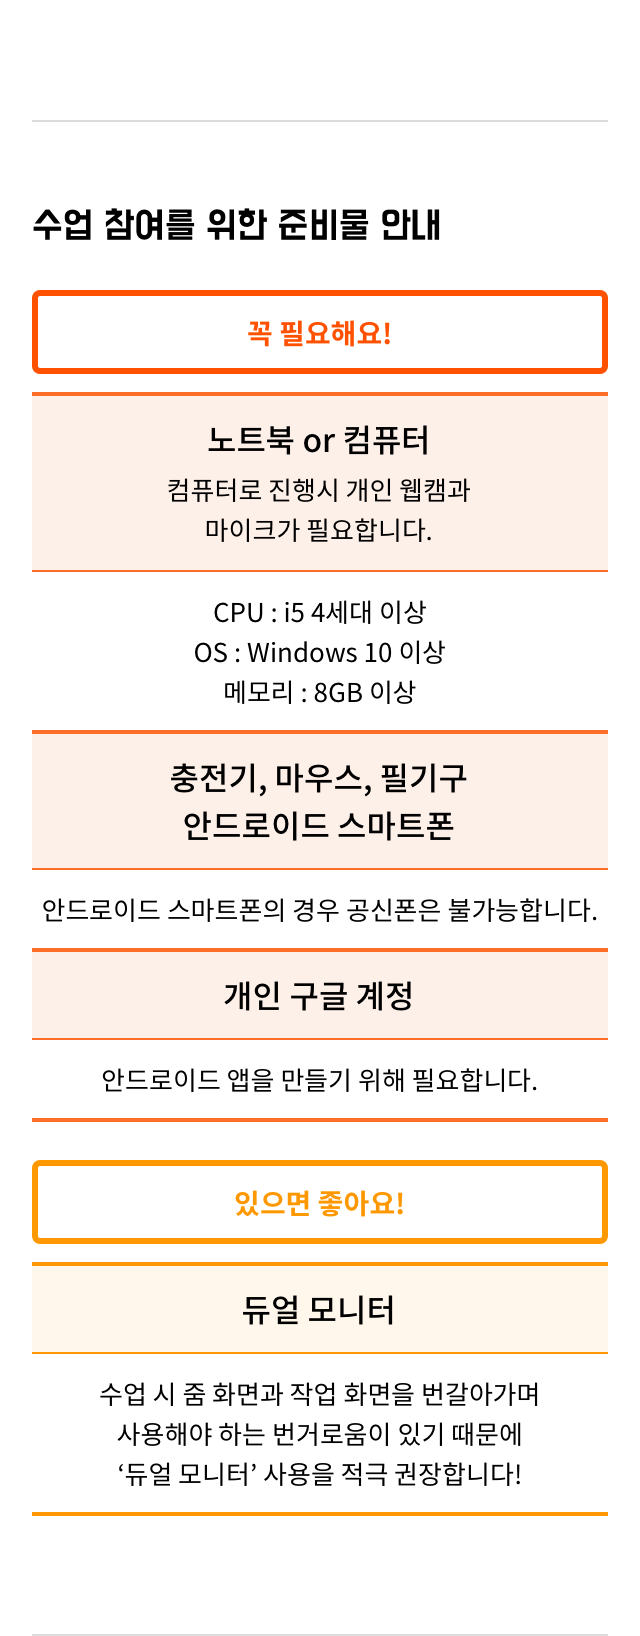 수업 참여를 위한 준비물 안내
꼭 필요해요!
노트북 or 컴퓨터
컴퓨터로 진행시 개인 웹캠과
마이크가 필요합니다.
CPU : i5 4세대 이상
OS : Windows 10 이상
메모리 : 8GB 이상
충전기, 마우스, 필기구
안드로이드 스마트폰
안드로이드 스마트폰의 경우 공신폰은 불가능합니다.
개인 구글 계정
안드로이드 앱을 만들기 위해 필요합니다.
있으면 좋아요!
듀얼 모니터
수업 시 줌 화면과 작업 화면을 번갈아가며
사용해야 하는 번거로움이 있기 때문에
‘듀얼 모니터’ 사용을 적극 권장합니다!